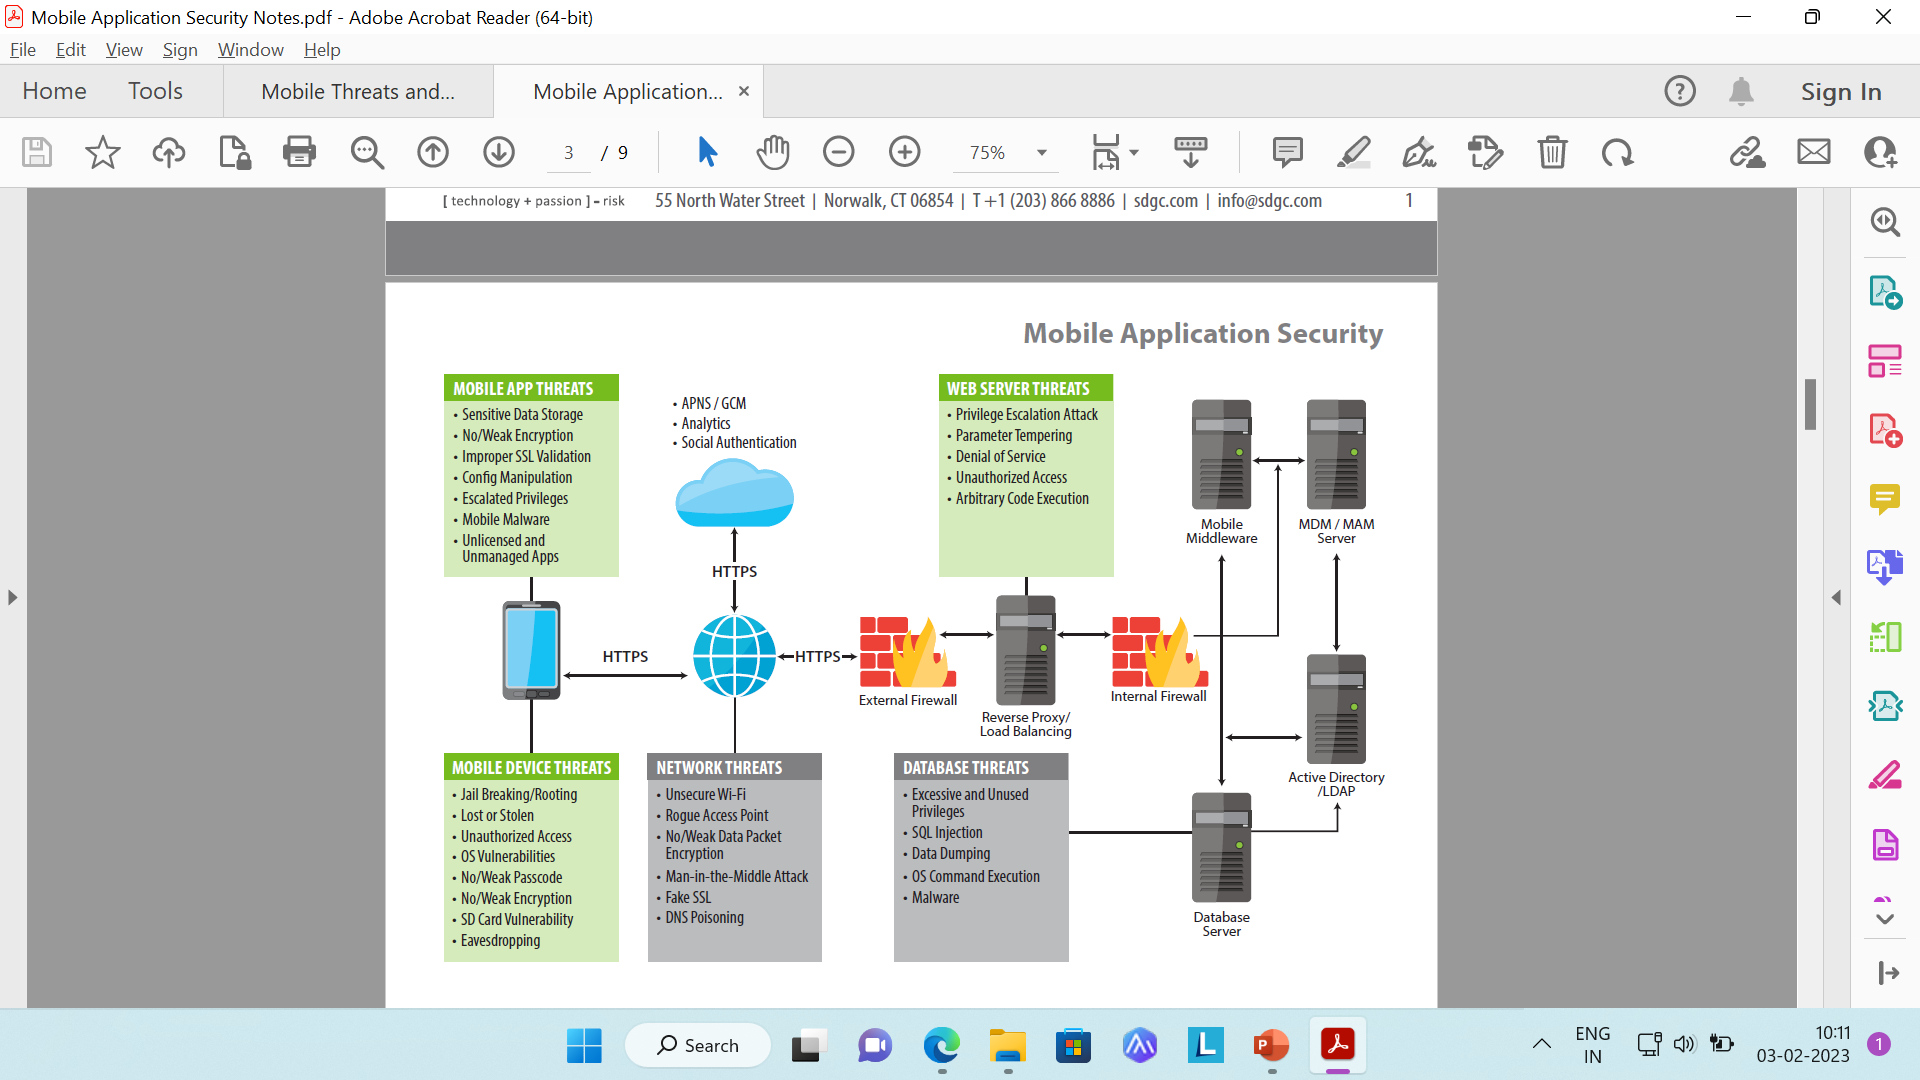 Mobile Application Security Notes.pdf - Adobe Acrobat Reader (64-bit)
File Edit View Sign Window Help
Home Tools Mobile Threats and... Mobile Application... ×
Sign In
3 / 9
75%
[ technology + passion ] - risk 55 North Water Street | Norwalk, CT 06854 | T +1 (203) 866 8886 | sdgc.com | info@sdgc.com 1
Mobile Application Security
MOBILE APP THREATS
• Sensitive Data Storage
• No/Weak Encryption
• Improper SSL Validation
• Config Manipulation
• Escalated Privileges
• Mobile Malware
• Unlicensed and
Unmanaged Apps
• APNS / GCM
• Analytics
• Social Authentication
HTTPS
WEB SERVER THREATS
• Privilege Escalation Attack
• Parameter Tempering
• Denial of Service
• Unauthorized Access
• Arbitrary Code Execution
Mobile
Middleware
MDM / MAM
Server
HTTPS
HTTPS
External Firewall
Reverse Proxy/
Load Balancing
Internal Firewall
Active Directory
/LDAP
MOBILE DEVICE THREATS
• Jail Breaking/Rooting
• Lost or Stolen
• Unauthorized Access
• OS Vulnerabilities
• No/Weak Passcode
• No/Weak Encryption
• SD Card Vulnerability
• Eavesdropping
NETWORK THREATS
• Unsecure Wi-Fi
• Rogue Access Point
• No/Weak Data Packet
Encryption
• Man-in-the-Middle Attack
• Fake SSL
• DNS Poisoning
DATABASE THREATS
• Excessive and Unused
Privileges
• SQL Injection
• Data Dumping
• OS Command Execution
• Malware
Database
Server
Search
ENG
IN
10:11
03-02-2023
1